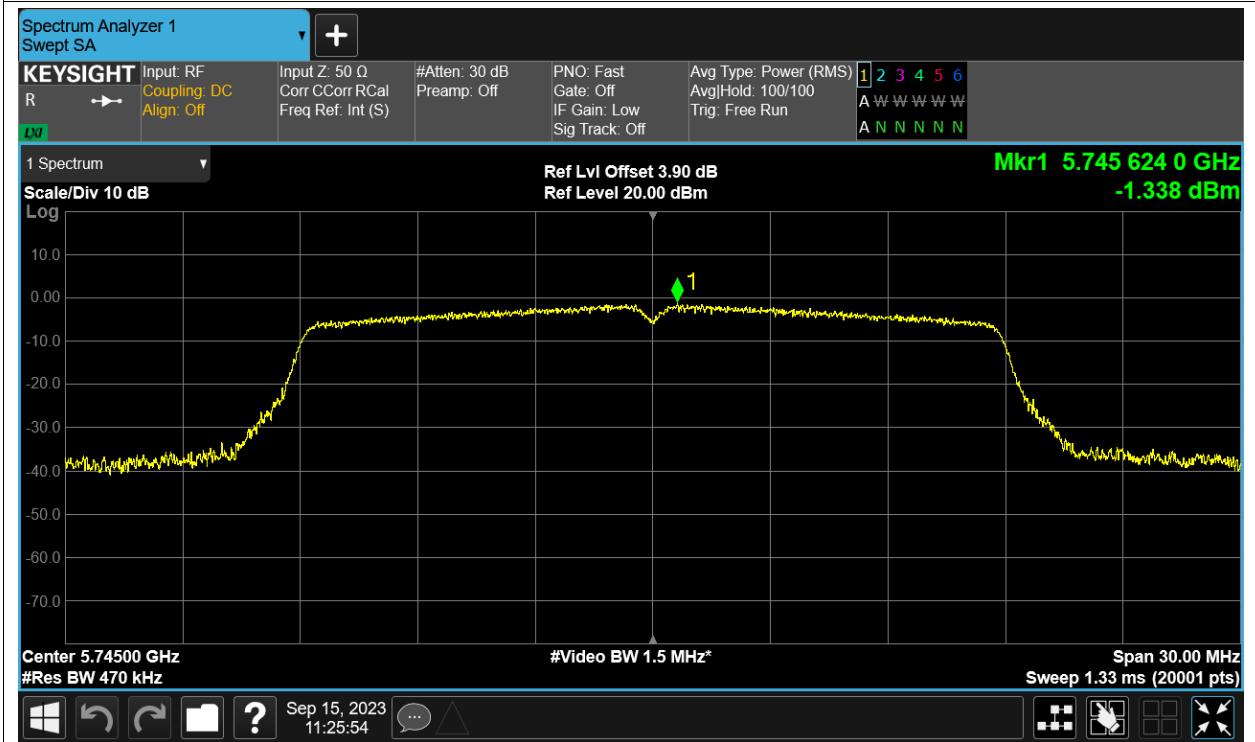 Spectrum Analyzer 1
Swept SA
KEYSIGHT
R
LXI
Input: RF
Coupling: DC
Align: Off
Input Z: 50 Ω
Corr CCorr RCal
Freq Ref: Int (S)
#Atten: 30 dB
Preamp: Off
PNO: Fast
Gate: Off
IF Gain: Low
Sig Track: Off
Avg Type: Power (RMS)
Avg|Hold: 100/100
Trig: Free Run
1 2 3 4 5 6
A W W W W W
A N N N N N
1 Spectrum
Scale/Div 10 dB
Log
Ref Lvl Offset 3.90 dB
Ref Level 20.00 dBm
Mkr1 5.745 624 0 GHz
-1.338 dBm
10.0
0.00
-10.0
-20.0
-30.0
-40.0
-50.0
-60.0
-70.0
1
Center 5.74500 GHz
#Res BW 470 kHz
#Video BW 1.5 MHz*
Span 30.00 MHz
Sweep 1.33 ms (20001 pts)
?
Sep 15, 2023
11:25:54